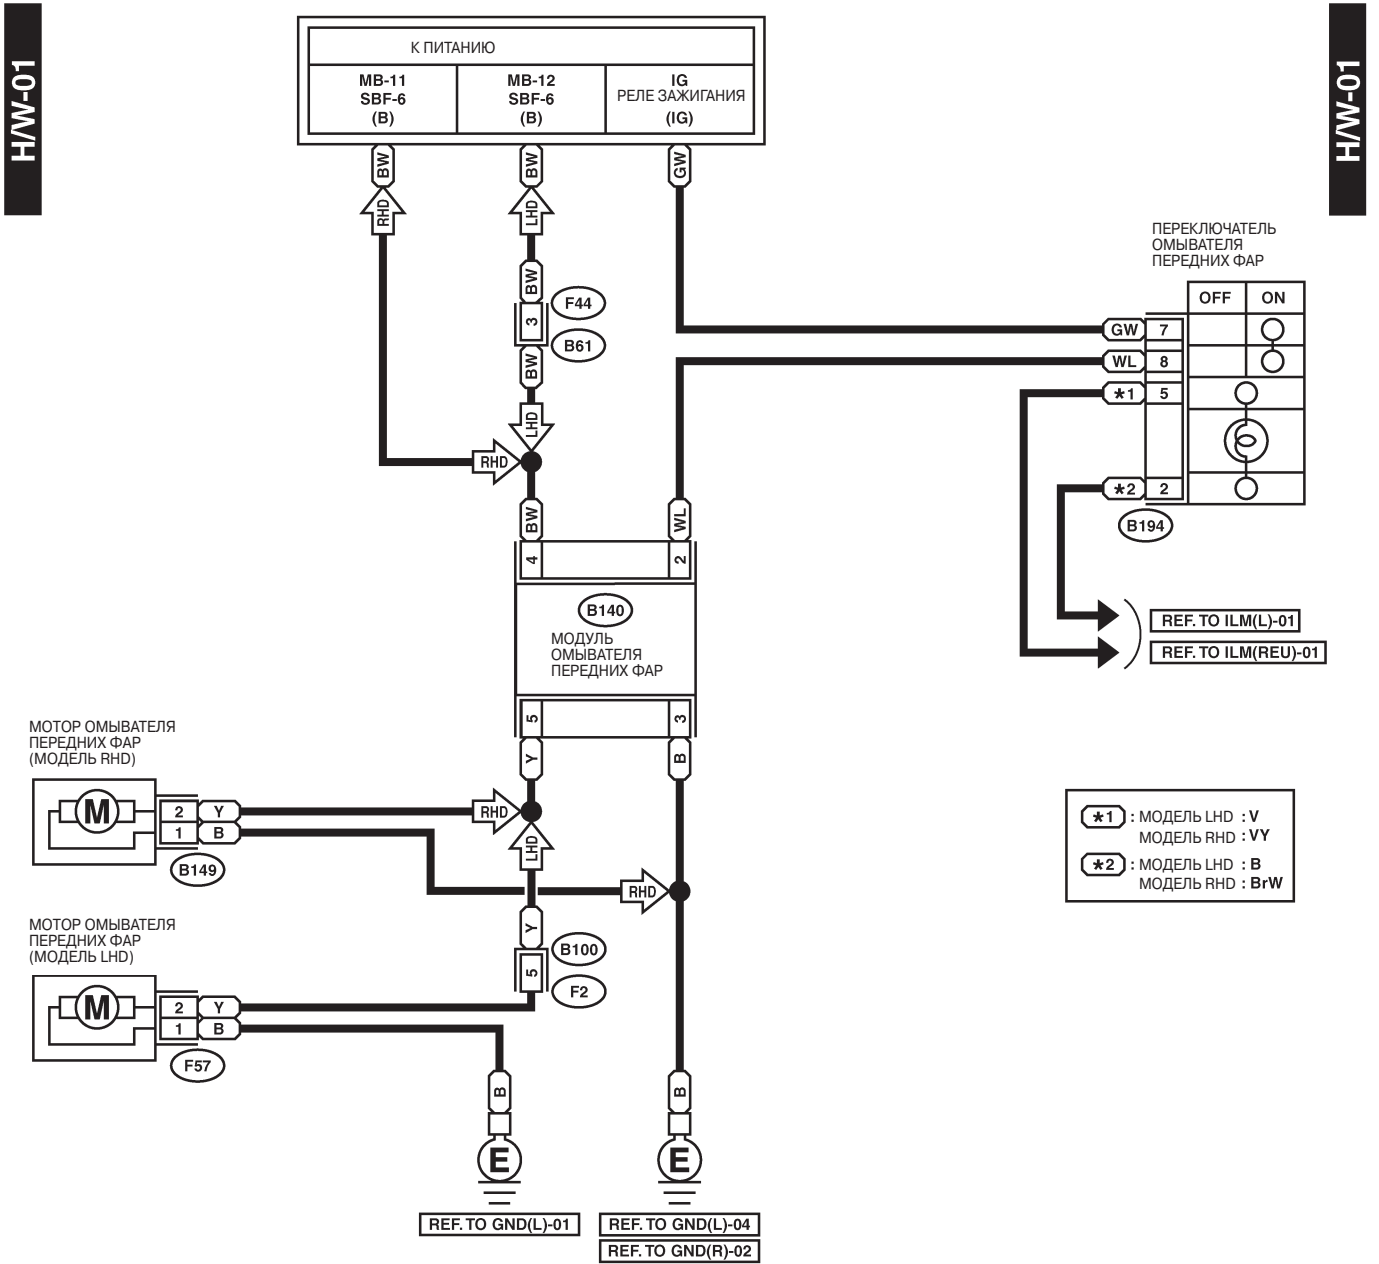 H/W-01
H/W-01
К ПИТАНИЮ
MB-11
SBF-6
(B)
MB-12
SBF-6
(B)
IG
РЕЛЕ ЗАЖИГАНИЯ
(IG)
BW
BW
GW
RHD
LHD
BW
3
F44
B61
BW
LHD
RHD
BW
WL
4
2
B140
МОДУЛЬ
ОМЫВАТЕЛЯ
ПЕРЕДНИХ ФАР
5
3
Y
B
ПЕРЕКЛЮЧАТЕЛЬ
ОМЫВАТЕЛЯ
ПЕРЕДНИХ ФАР
OFF
ON
GW
7
WL
8
*1
5
*2
2
B194
REF. TO ILM(L)-01
REF. TO ILM(REU)-01
МОТОР ОМЫВАТЕЛЯ
ПЕРЕДНИХ ФАР
(МОДЕЛЬ RHD)
M
2
Y
1
B
B149
RHD
LHD
RHD
*1 : МОДЕЛЬ LHD : V
МОДЕЛЬ RHD : VY
*2 : МОДЕЛЬ LHD : B
МОДЕЛЬ RHD : BrW
МОТОР ОМЫВАТЕЛЯ
ПЕРЕДНИХ ФАР
(МОДЕЛЬ LHD)
M
2
Y
1
B
F57
Y
5
B100
F2
B
B
E
E
REF. TO GND(L)-01
REF. TO GND(L)-04
REF. TO GND(R)-02